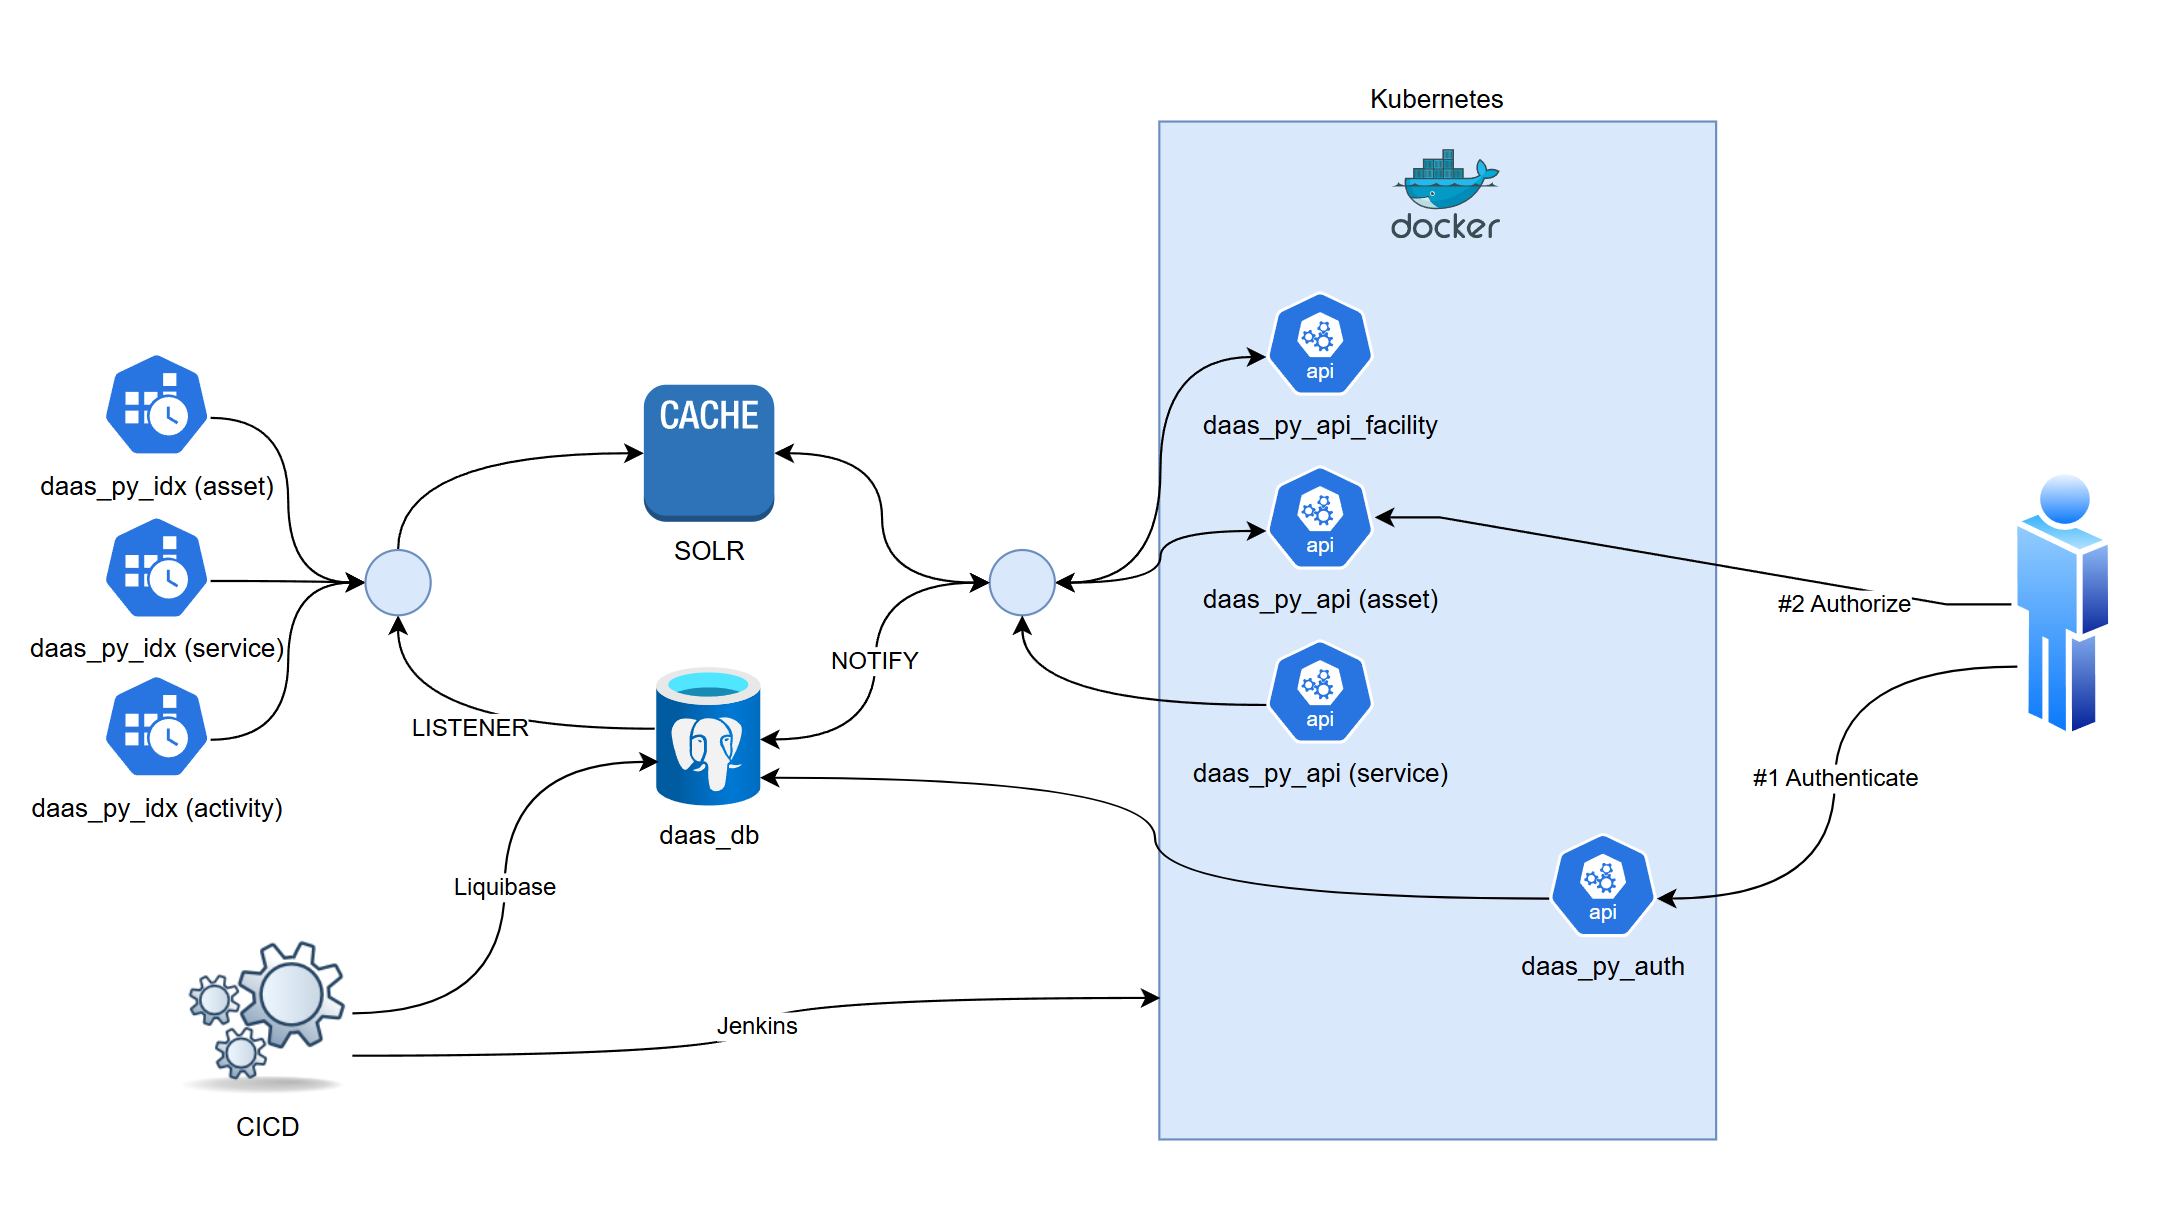 Kubernetes
docker
api
daas_py_api_facility
CACHE
SOLR
daas_py_idx (asset)
api
daas_py_api (asset)
#2 Authorize
daas_py_idx (service)
NOTIFY
api
daas_py_api (service)
LISTENER
#1 Authenticate
daas_py_idx (activity)
daas_db
Liquibase
api
daas_py_auth
Jenkins
CICD